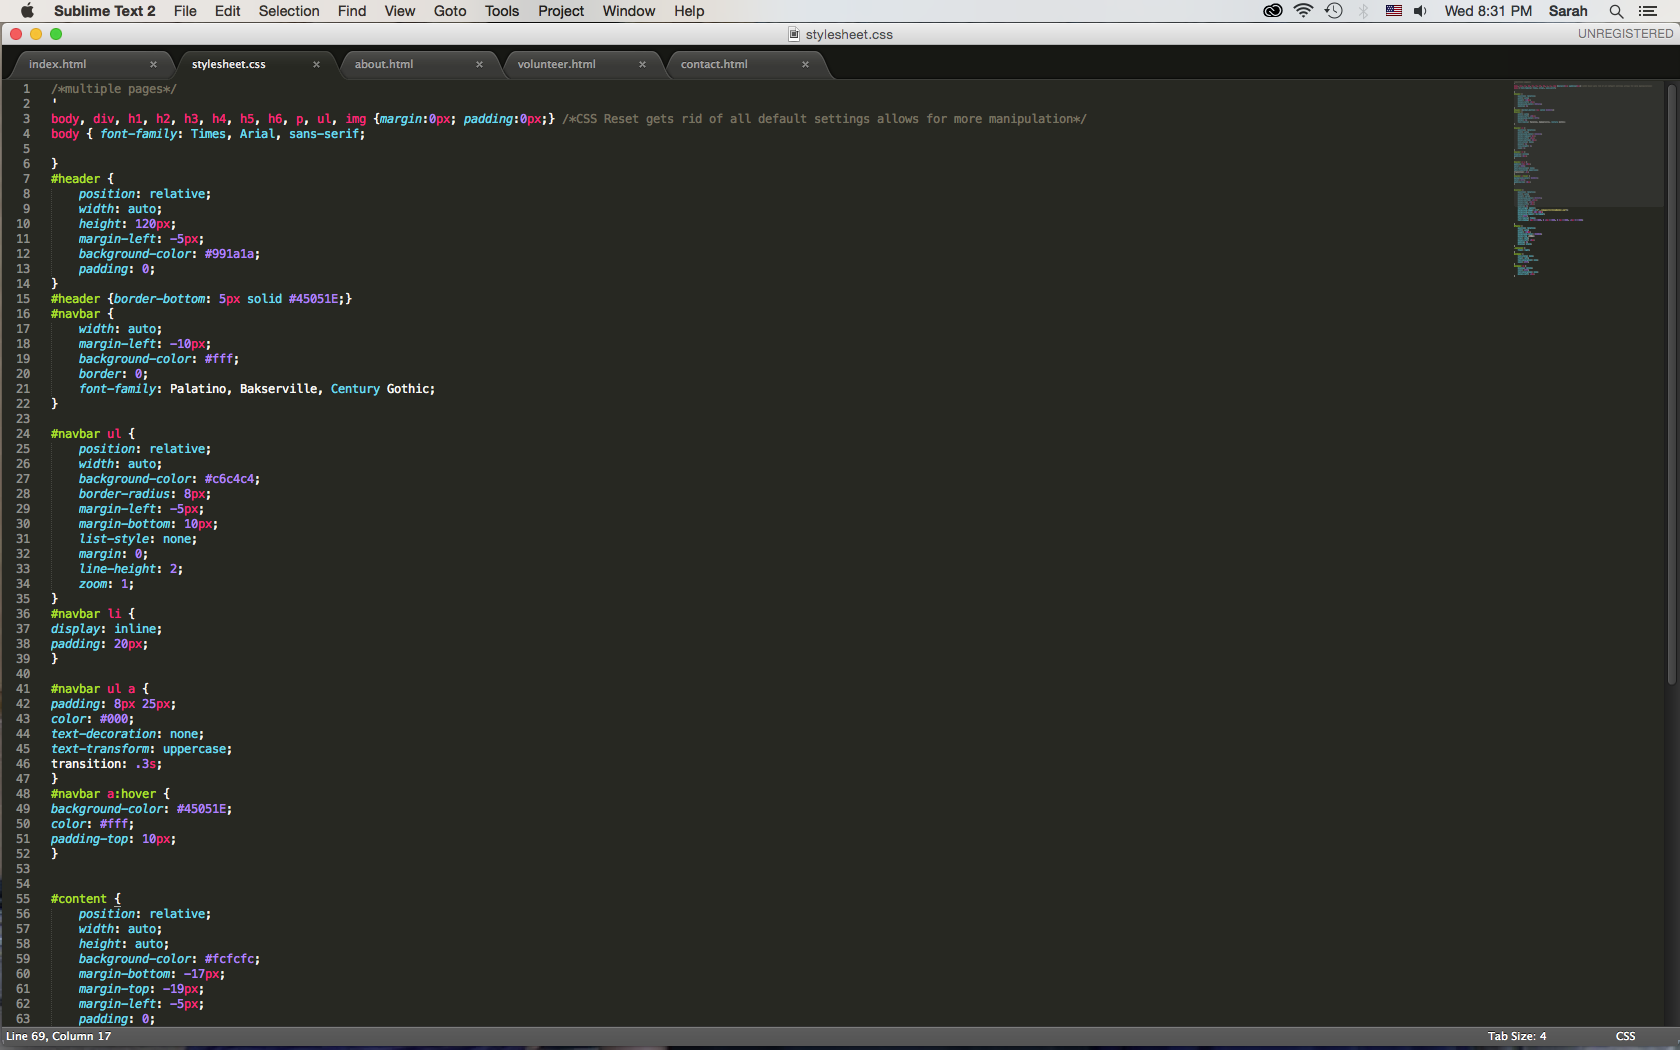 Sublime Text 2 File Edit Selection Find View Goto Tools Project Window Help Wed 8:31 PM Sarah
stylesheet.css UNREGISTERED
index.html × stylesheet.css × about.html × volunteer.html × contact.html ×
1 /*multiple pages*/
2 '
3 body, div, h1, h2, h3, h4, h5, h6, p, ul, img {margin:0px; padding:0px;} /*CSS Reset gets rid of all default settings allows for more manipulation*/
4 body { font-family: Times, Arial, sans-serif;
5
6 }
7 #header {
8 position: relative;
9 width: auto;
10 height: 120px;
11 margin-left: -5px;
12 background-color: #991a1a;
13 padding: 0;
14 }
15 #header {border-bottom: 5px solid #45051E;}
16 #navbar {
17 width: auto;
18 margin-left: -10px;
19 background-color: #fff;
20 border: 0;
21 font-family: Palatino, Bakserville, Century Gothic;
22 }
23
24 #navbar ul {
25 position: relative;
26 width: auto;
27 background-color: #c6c4c4;
28 border-radius: 8px;
29 margin-left: -5px;
30 margin-bottom: 10px;
31 list-style: none;
32 margin: 0;
33 line-height: 2;
34 zoom: 1;
35 }
36 #navbar li {
37 display: inline;
38 padding: 20px;
39 }
40
41 #navbar ul a {
42 padding: 8px 25px;
43 color: #000;
44 text-decoration: none;
45 text-transform: uppercase;
46 transition: .3s;
47 }
48 #navbar a:hover {
49 background-color: #45051E;
50 color: #fff;
51 padding-top: 10px;
52 }
53
54
55 #content {
56 position: relative;
57 width: auto;
58 height: auto;
59 background-color: #fcfcfc;
60 margin-bottom: -17px;
61 margin-top: -19px;
62 margin-left: -5px;
63 padding: 0;
Line 69, Column 17 Tab Size: 4 CSS